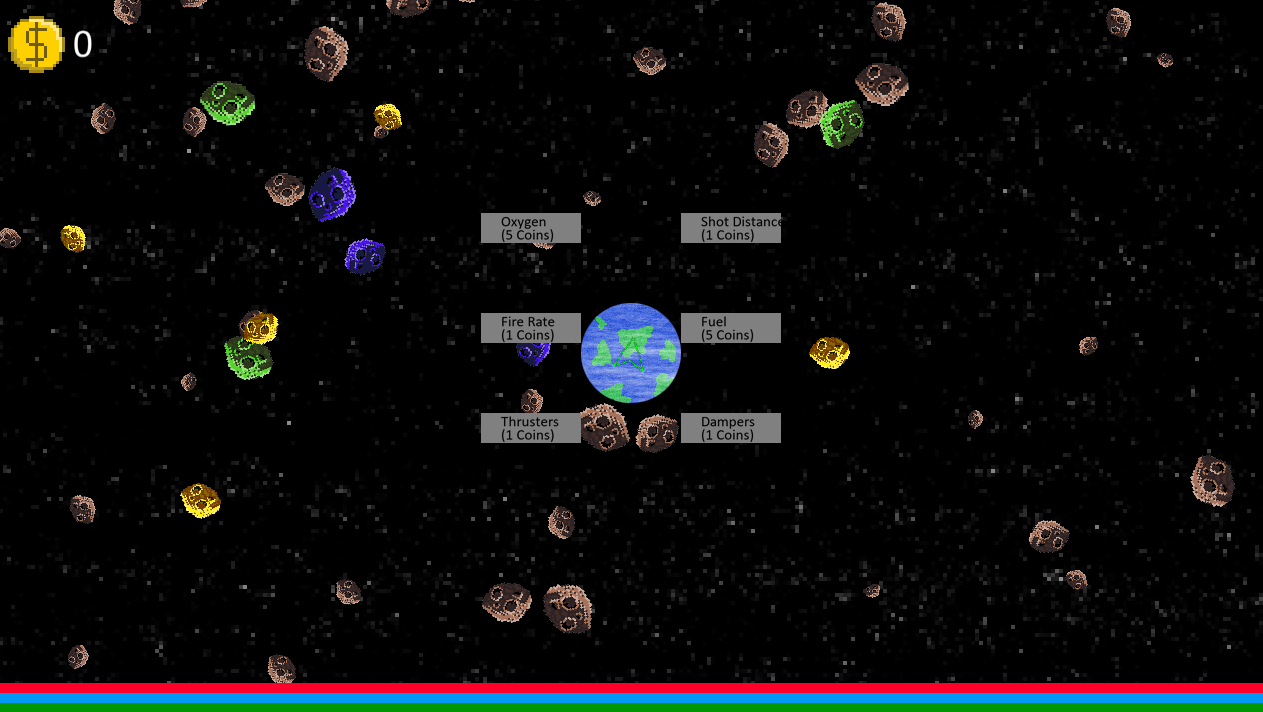 $ 0
Oxygen
(5 Coins)
Shot Distance
(1 Coins)
Fire Rate
(1 Coins)
Fuel
(5 Coins)
Thrusters
(1 Coins)
Dampers
(1 Coins)